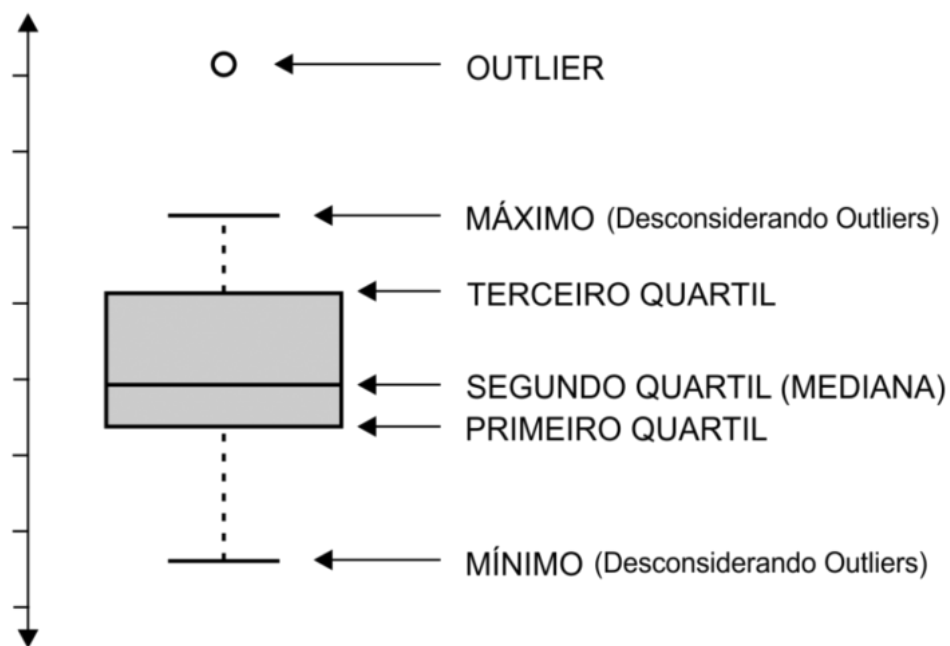 OUTLIER
MÁXIMO (Desconsiderando Outliers)
TERCEIRO QUARTIL
SEGUNDO QUARTIL (MEDIANA)
PRIMEIRO QUARTIL
MÍNIMO (Desconsiderando Outliers)